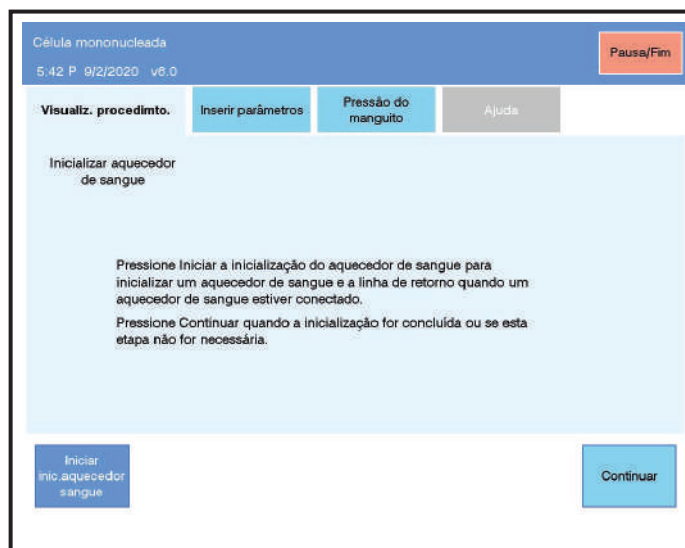 Célula mononucleada
Pausa/Fim
5:42 P 9/2/2020 v6.0
Visualiz. procedimto.
Inserir parâmetros
Pressão do
manguito
Ajuda
Inicializar aquecedor
de sangue
Pressione Iniciar a inicialização do aquecedor de sangue para
inicializar um aquecedor de sangue e a linha de retorno quando um
aquecedor de sangue estiver conectado.
Pressione Continuar quando a inicialização for concluída ou se esta
etapa não for necessária.
Iniciar
inic.aquecedor
sangue
Continuar